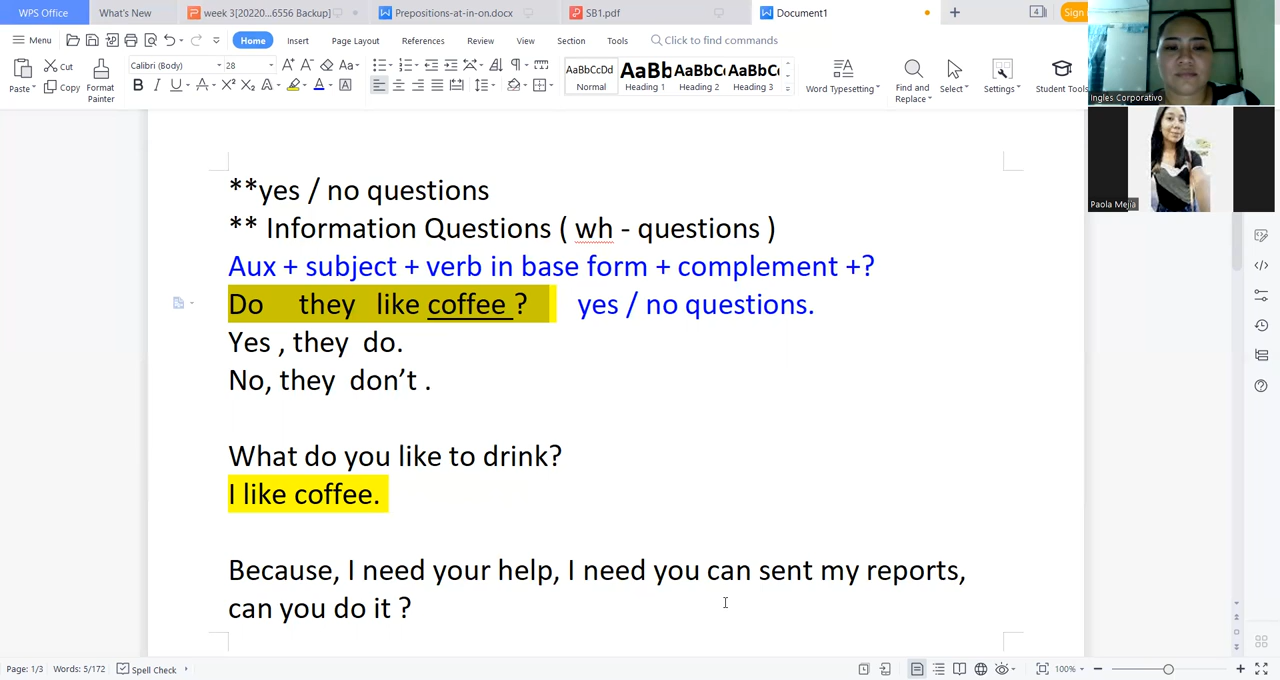 WPS Office What's New week 3[20220...6556 Backup] Prepositions-at-in-on.docx SB1.pdf Document1 4 Sign
Menu Home Insert Page Layout References Review View Section Tools Click to find commands
Calibri (Body) 28
Paste Cut Copy Format Painter
AaBbCcDd AaBb AaBbC AaBbC
Normal Heading 1 Heading 2 Heading 3
Word Typesetting Find and Replace Select Settings Student Tools
Ingles Corporativo
Paola Mejía
**yes / no questions
** Information Questions ( wh - questions )
Aux + subject + verb in base form + complement +?
Do they like coffee ? yes / no questions.
Yes , they do.
No, they don’t .
What do you like to drink?
I like coffee.
Because, I need your help, I need you can sent my reports,
can you do it ?
Page: 1/3 Words: 5/172 Spell Check 100%